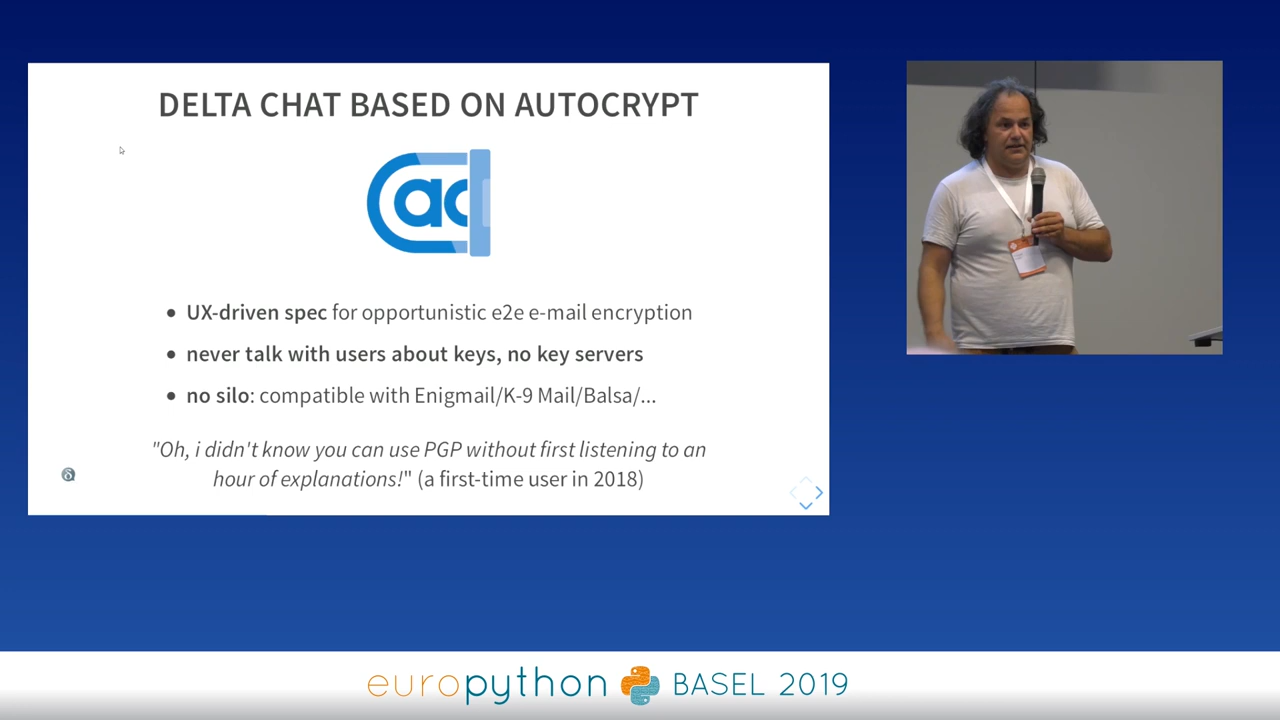 DELTA CHAT BASED ON AUTOCRYPT
ac
UX-driven spec for opportunistic e2e e-mail encryption
never talk with users about keys, no key servers
no silo: compatible with Enigmail/K-9 Mail/Balsa/...
"Oh, i didn't know you can use PGP without first listening to an
hour of explanations!" (a first-time user in 2018)
europython BASEL 2019